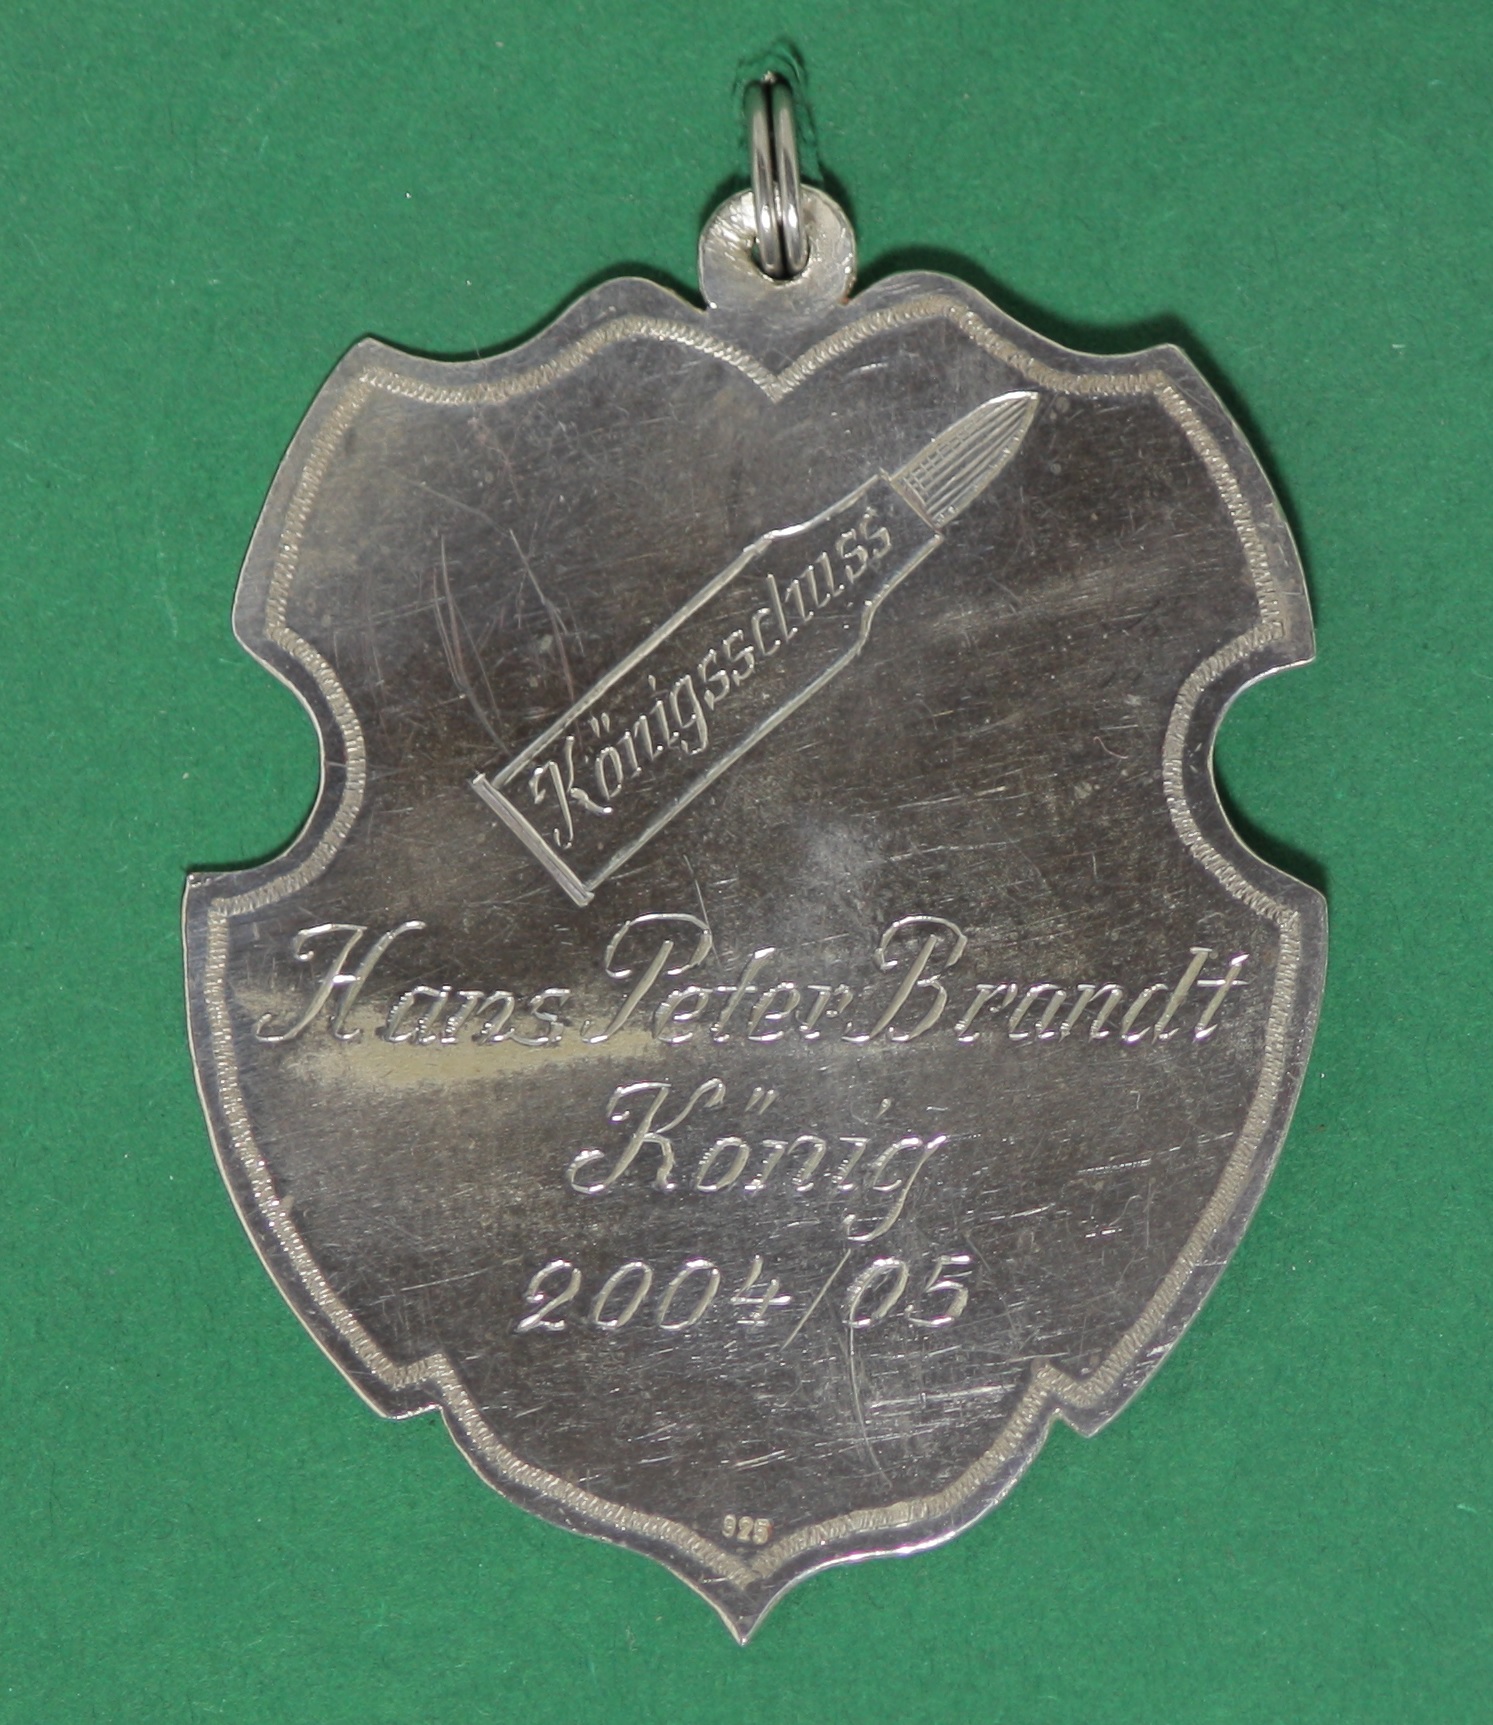 Königsschuss
Hans Peter Brandt
König
2004/05
925